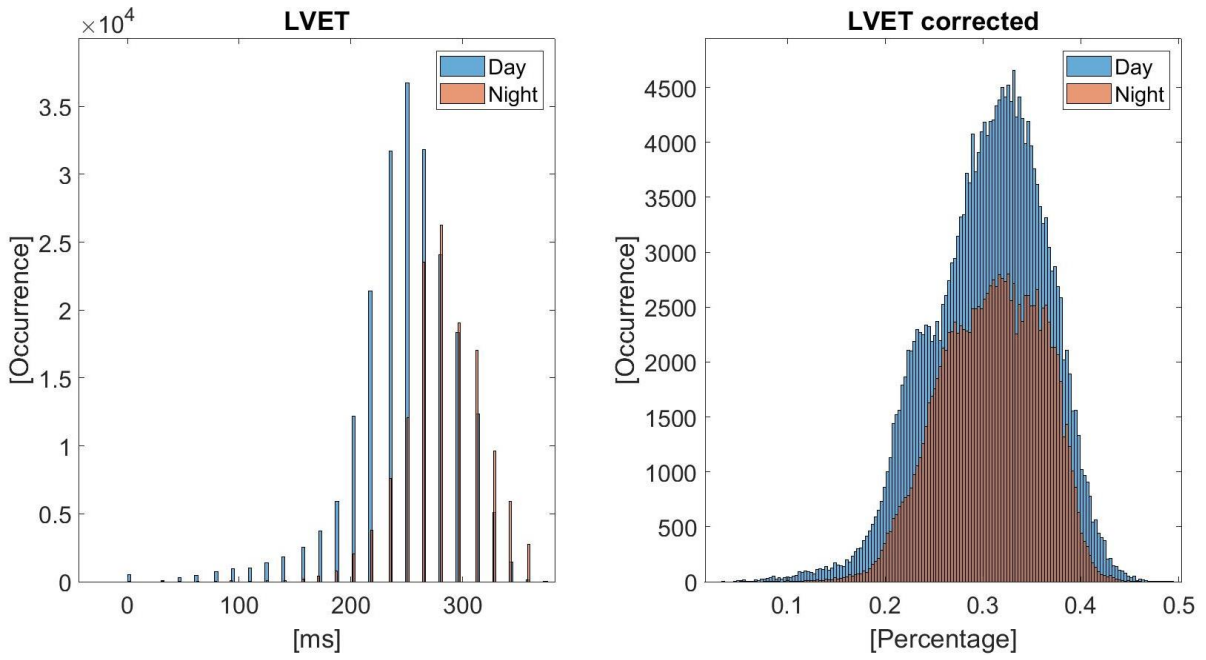 LVET
×10⁴
3.5
3
2.5
2
1.5
1
0.5
0
0
100
200
300
[Occurrence]
[ms]
Day
Night
LVET corrected
4500
4000
3500
3000
2500
2000
1500
1000
500
0
0.1
0.2
0.3
0.4
0.5
[Occurrence]
[Percentage]
Day
Night